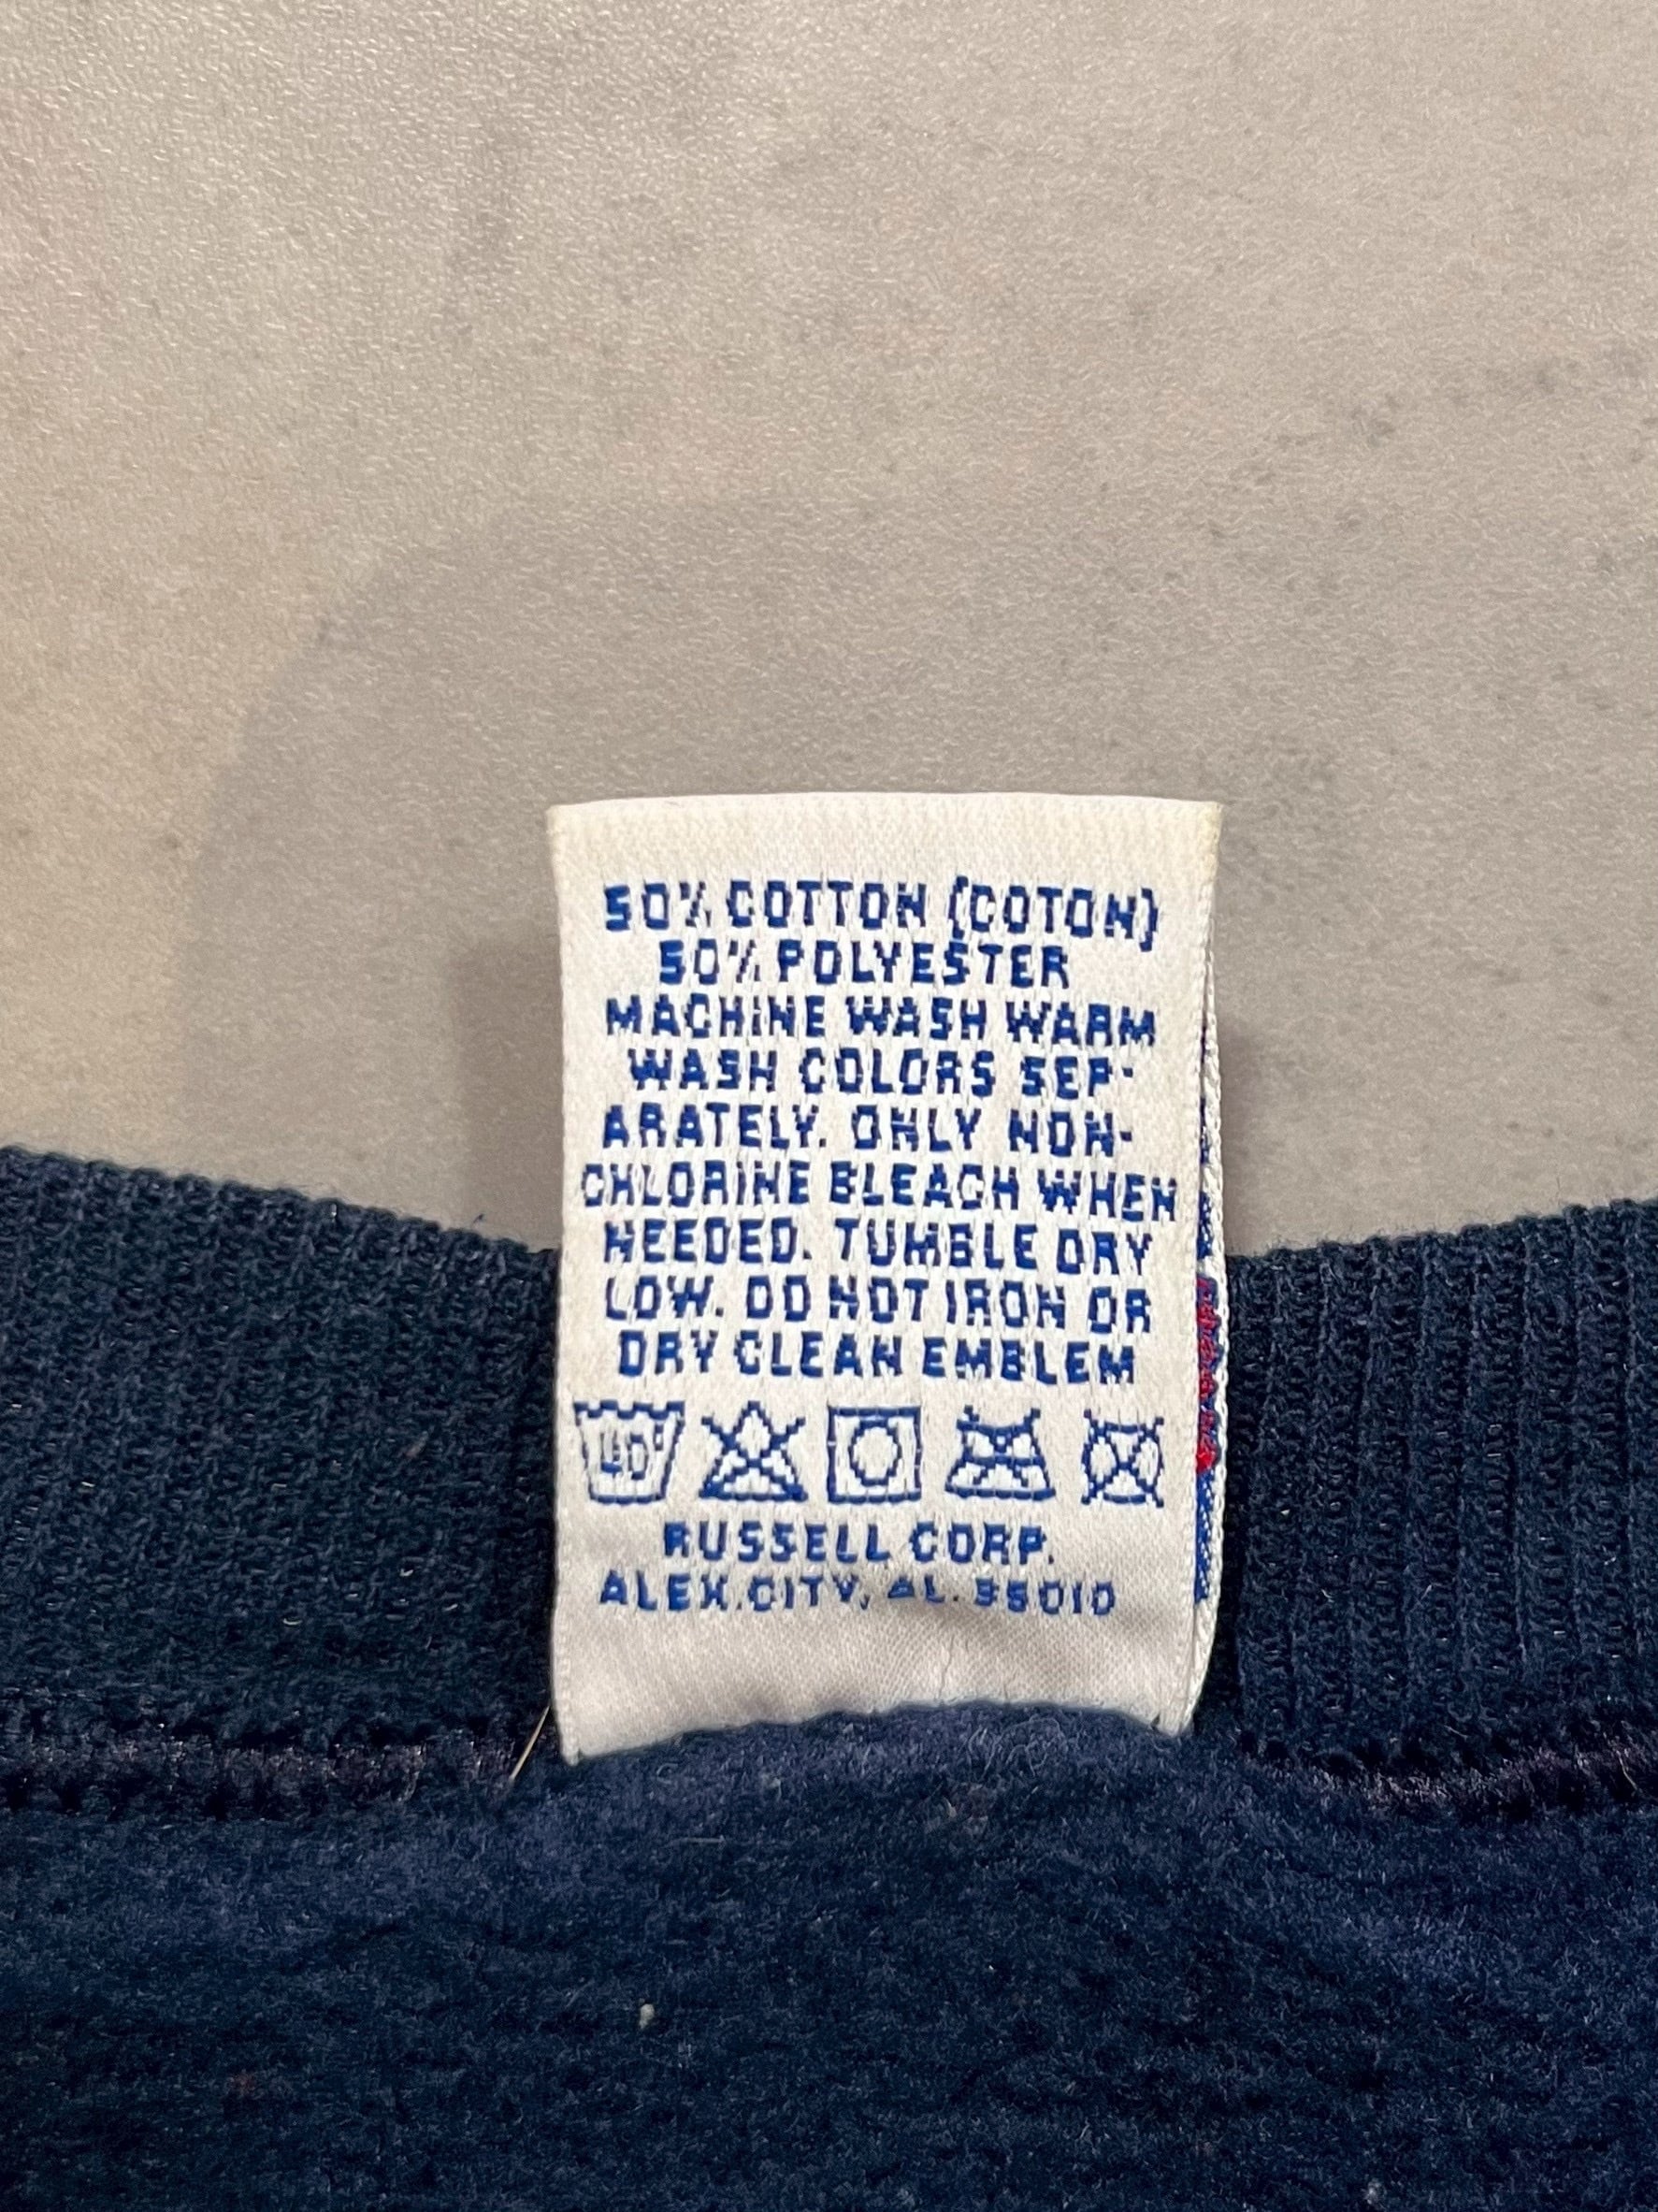 50% COTTON (COTON)
50% POLYESTER
MACHINE WASH WARM
WASH COLORS SEP-
ARATELY. ONLY NON-
CHLORINE BLEACH WHEN
NEEDED. TUMBLE DRY
LOW. DO NOT IRON OR
DRY CLEAN EMBLEM
40°
RUSSELL CORP.
ALEX.CITY, AL. 35010